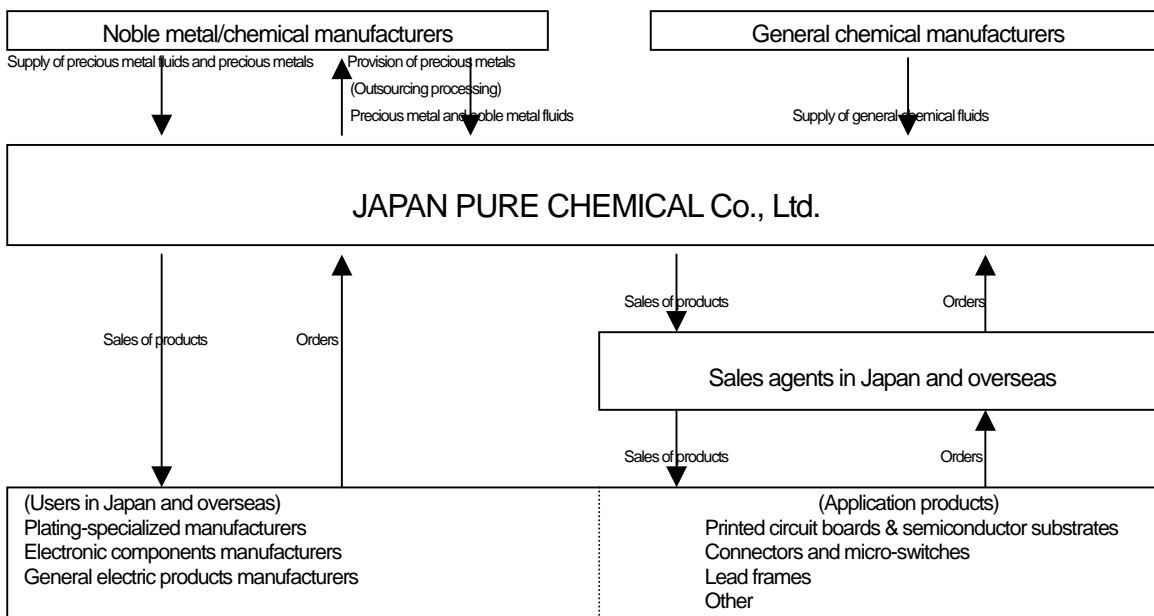 Noble metal/chemical manufacturers
General chemical manufacturers
Supply of precious metal fluids and precious metals
Provision of precious metals
(Outsourcing processing)
Precious metal and noble metal fluids
Supply of general chemical fluids
JAPAN PURE CHEMICAL Co., Ltd.
Sales of products
Orders
Sales of products
Orders
Sales agents in Japan and overseas
Sales of products
Orders
(Users in Japan and overseas)
Plating-specialized manufacturers
Electronic components manufacturers
General electric products manufacturers
(Application products)
Printed circuit boards & semiconductor substrates
Connectors and micro-switches
Lead frames
Other